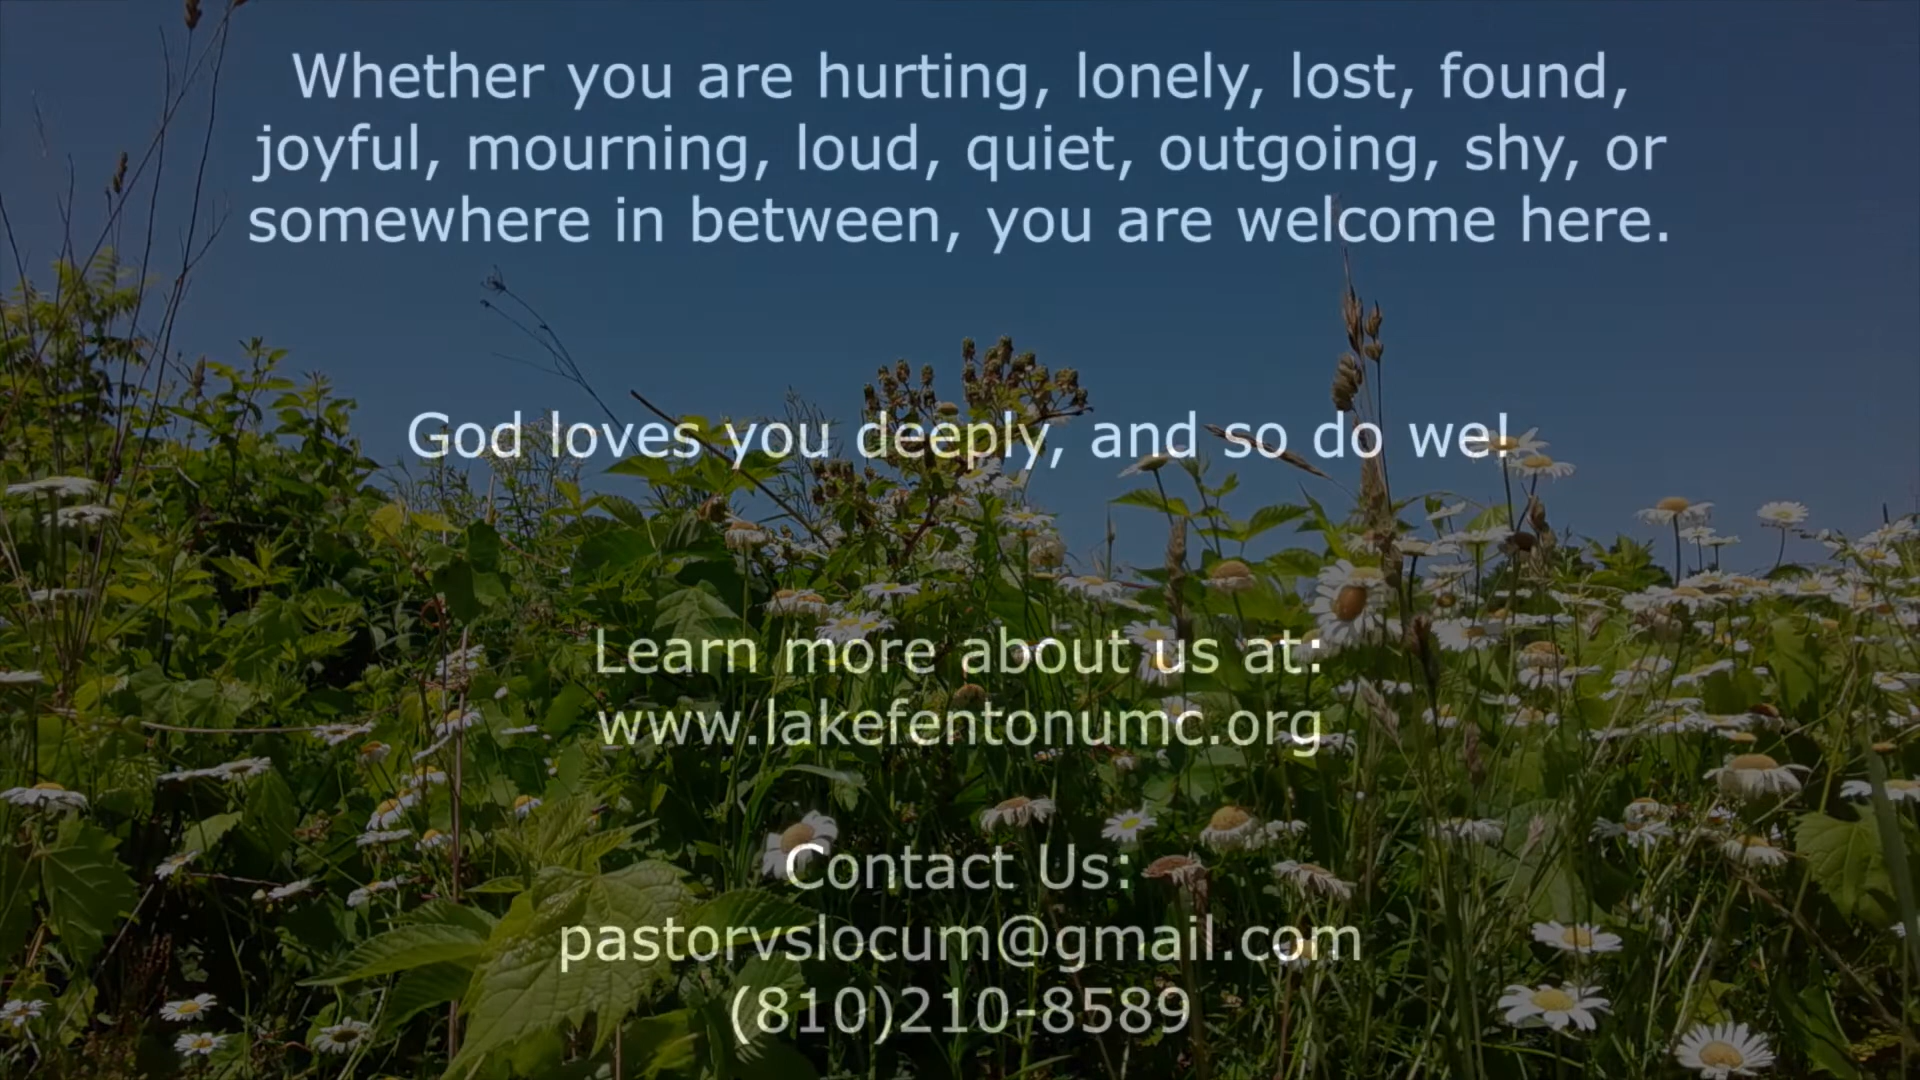 Whether you are hurting, lonely, lost, found,
joyful, mourning, loud, quiet, outgoing, shy, or
somewhere in between, you are welcome here.
God loves you deeply, and so do we!
Learn more about us at:
www.lakefentonumc.org
Contact Us:
pastorvslocum@gmail.com
(810)210-8589